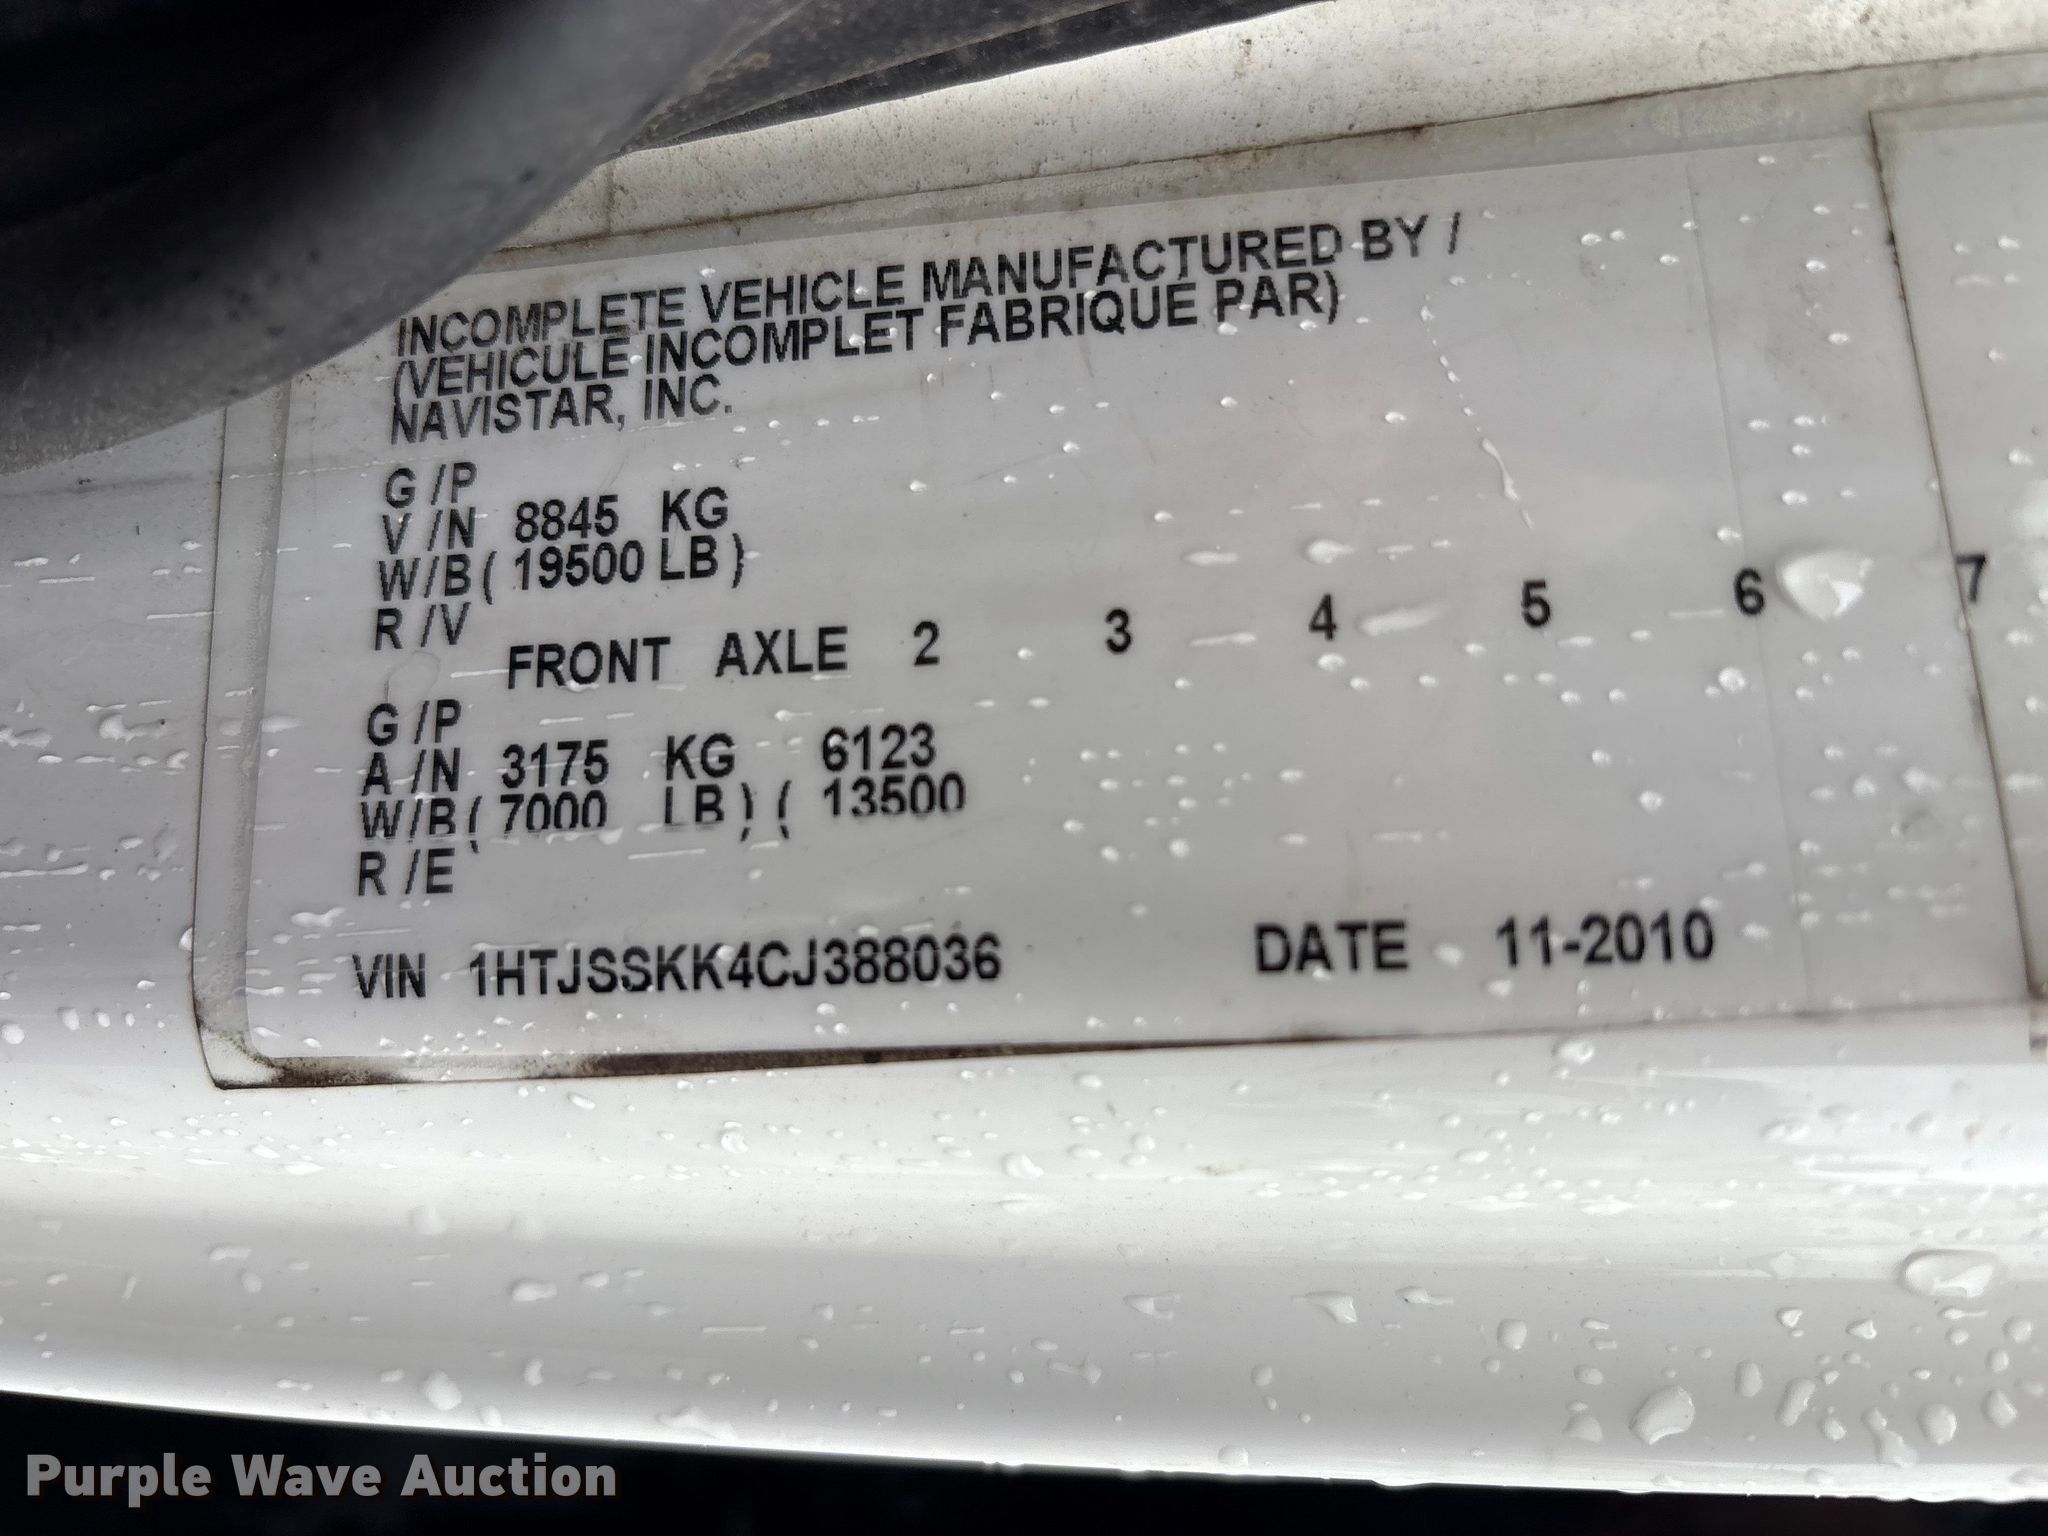 INCOMPLETE VEHICLE MANUFACTURED BY /
(VEHICULE INCOMPLET FABRIQUE PAR)
NAVISTAR, INC.
G /P
V /N 8845 KG
W/B ( 19500 LB )
R /V
FRONT AXLE 2 3 4 5 6 7
G /P
A /N 3175 KG 6123
W/B ( 7000 LB ) ( 13500
R /E
VIN 1HTJSSKK4CJ388036 DATE 11-2010
Purple Wave Auction